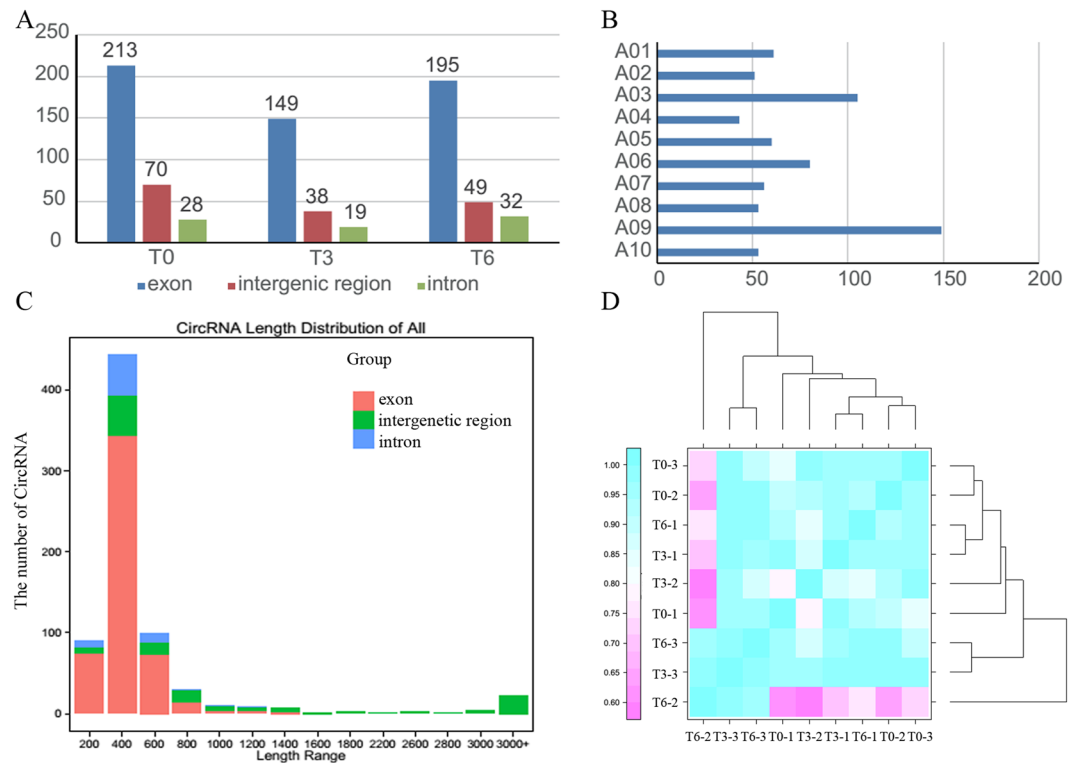 A
250
200
150
100
50
0
213
70
28
149
38
19
195
49
32
T0 T3 T6
exon intergenic region intron
B
A01
A02
A03
A04
A05
A06
A07
A08
A09
A10
0 50 100 150 200
C
CircRNA Length Distribution of All
Group
exon
intergenetic region
intron
The number of CircRNA
400
300
200
100
0
200 400 600 800 1000 1200 1400 1600 1800 2200 2600 2800 3000 3000+
Length Range
D
1.00
0.95
0.90
0.85
0.80
0.75
0.70
0.65
0.60
T0-3
T0-2
T6-1
T3-1
T3-2
T0-1
T6-3
T3-3
T6-2
T6-2 T3-3 T6-3 T0-1 T3-2 T3-1 T6-1 T0-2 T0-3